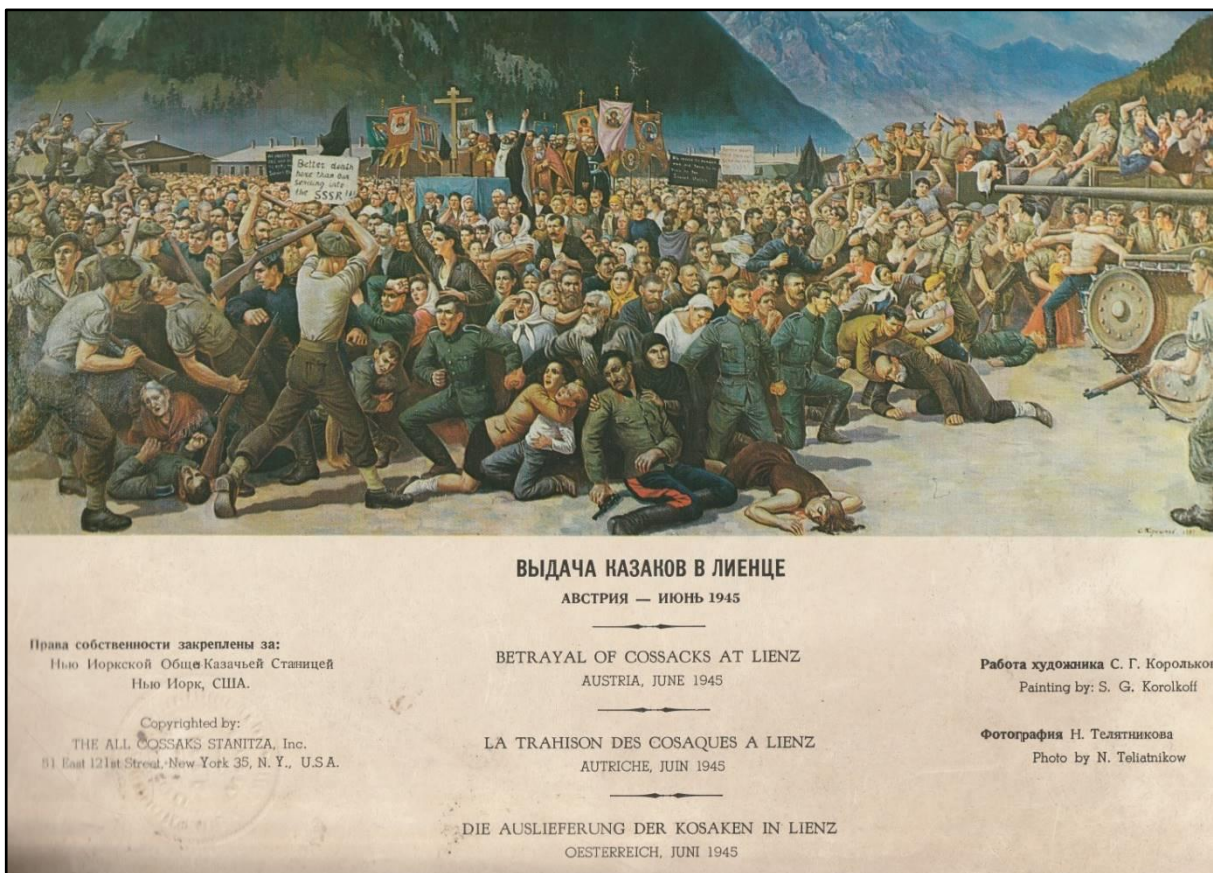 Better death
here than our
sending into
the SSSR!!!
ВЫДАЧА КАЗАКОВ В ЛИЕНЦЕ
АВСТРИЯ — ИЮНЬ 1945
Права собственности закреплены за:
Нью Иоркской Обще Казачьей Станицей
Нью Иорк, США.
Copyrighted by:
THE ALL COSSAKS STANITZA, Inc.
51 East 121st Street, New York 35, N. Y., U.S.A.
BETRAYAL OF COSSACKS AT LIENZ
AUSTRIA, JUNE 1945
LA TRAHISON DES COSAQUES A LIENZ
AUTRICHE, JUIN 1945
DIE AUSLIEFERUNG DER KOSAKEN IN LIENZ
OESTERREICH, JUNI 1945
Работа художника С. Г. Корольков
Painting by: S. G. Korolkoff
Фотография Н. Телятникова
Photo by N. Teliatnikow